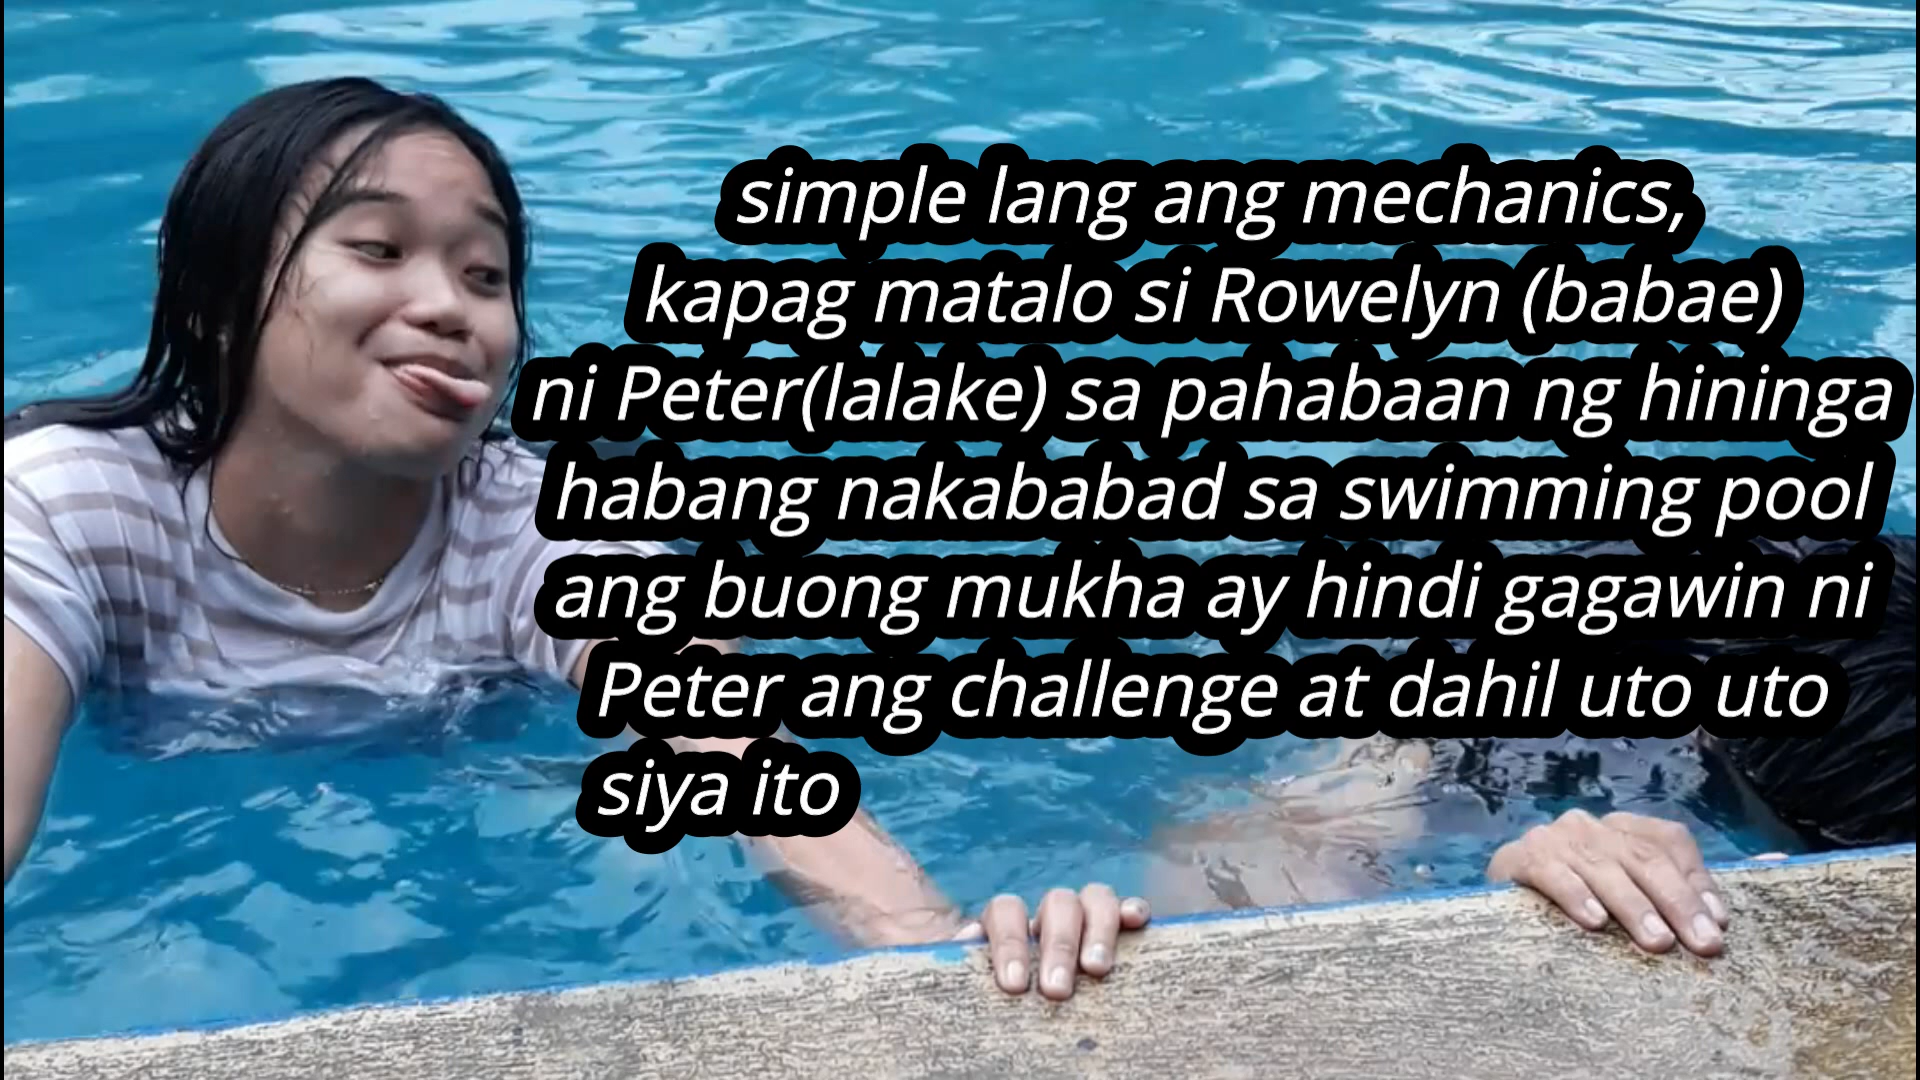 simple lang ang mechanics,
kapag matalo si Rowelyn (babae)
ni Peter(lalake) sa pahabaan ng hininga
habang nakababad sa swimming pool
ang buong mukha ay hindi gagawin ni
Peter ang challenge at dahil uto uto
siya ito